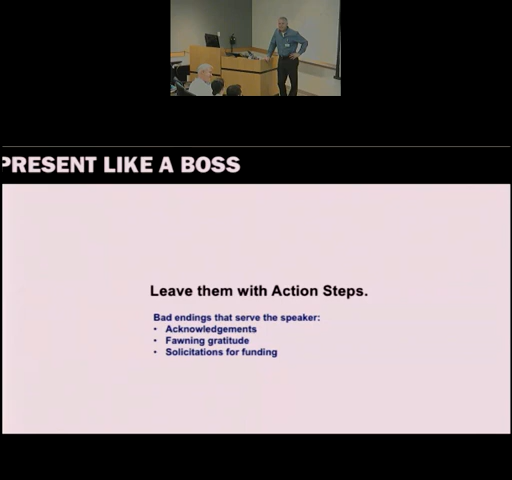 PRESENT LIKE A BOSS
Leave them with Action Steps.
Bad endings that serve the speaker:
• Acknowledgements
• Fawning gratitude
• Solicitations for funding